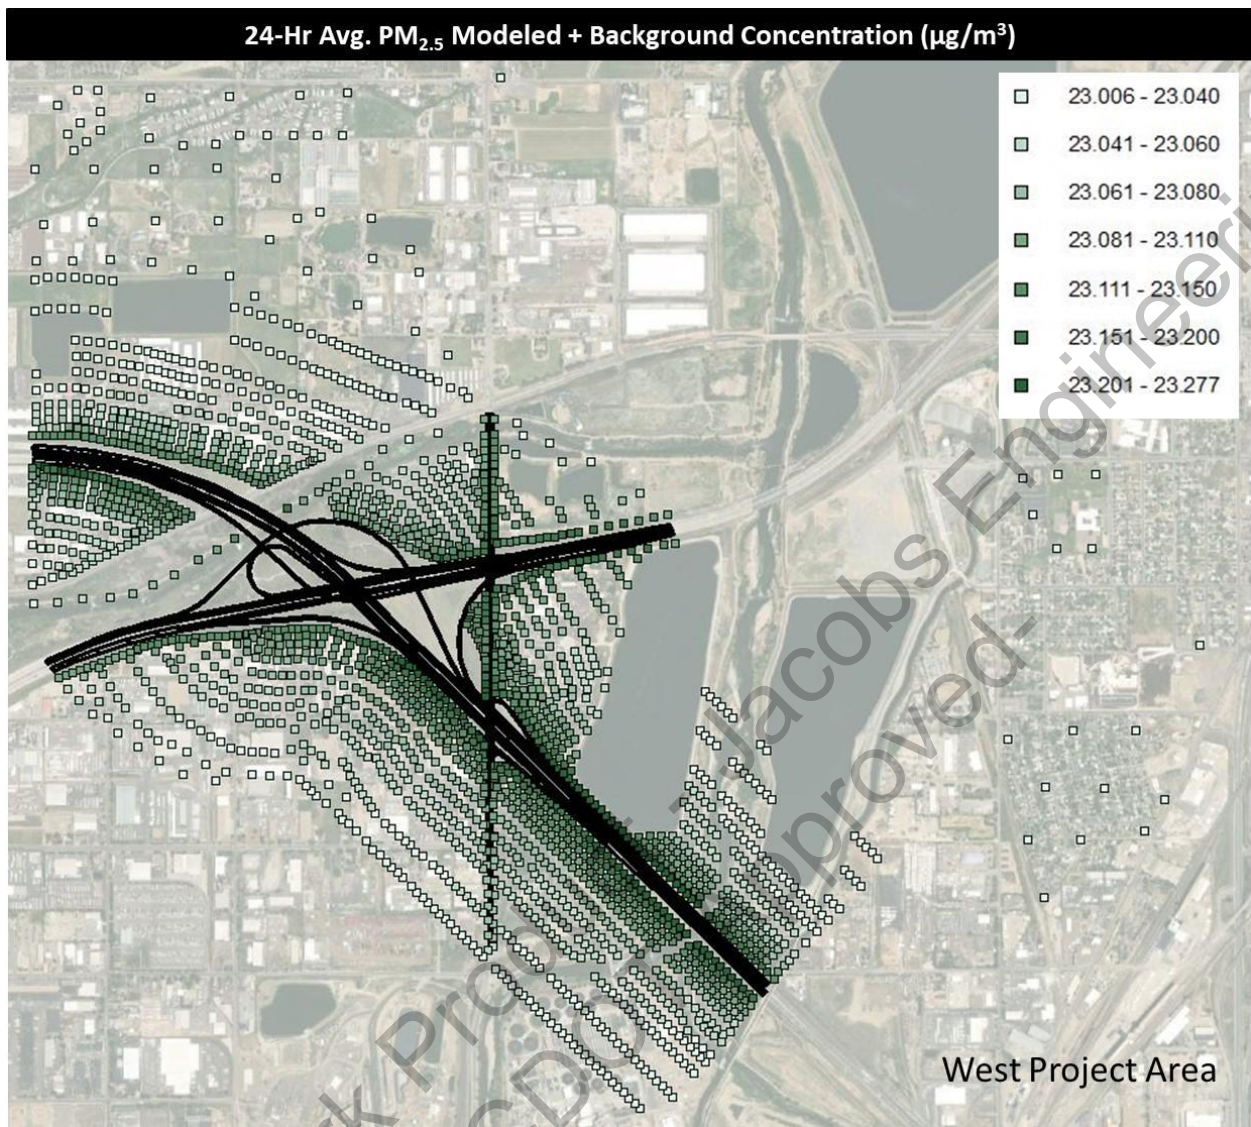 24-Hr Avg. PM2.5 Modeled + Background Concentration (µg/m³)
23.006 - 23.040
23.041 - 23.060
23.061 - 23.080
23.081 - 23.110
23.111 - 23.150
23.151 - 23.200
23.201 - 23.277
Jacobs Engineeri
pproved-
k Prod
CDOT
West Project Area